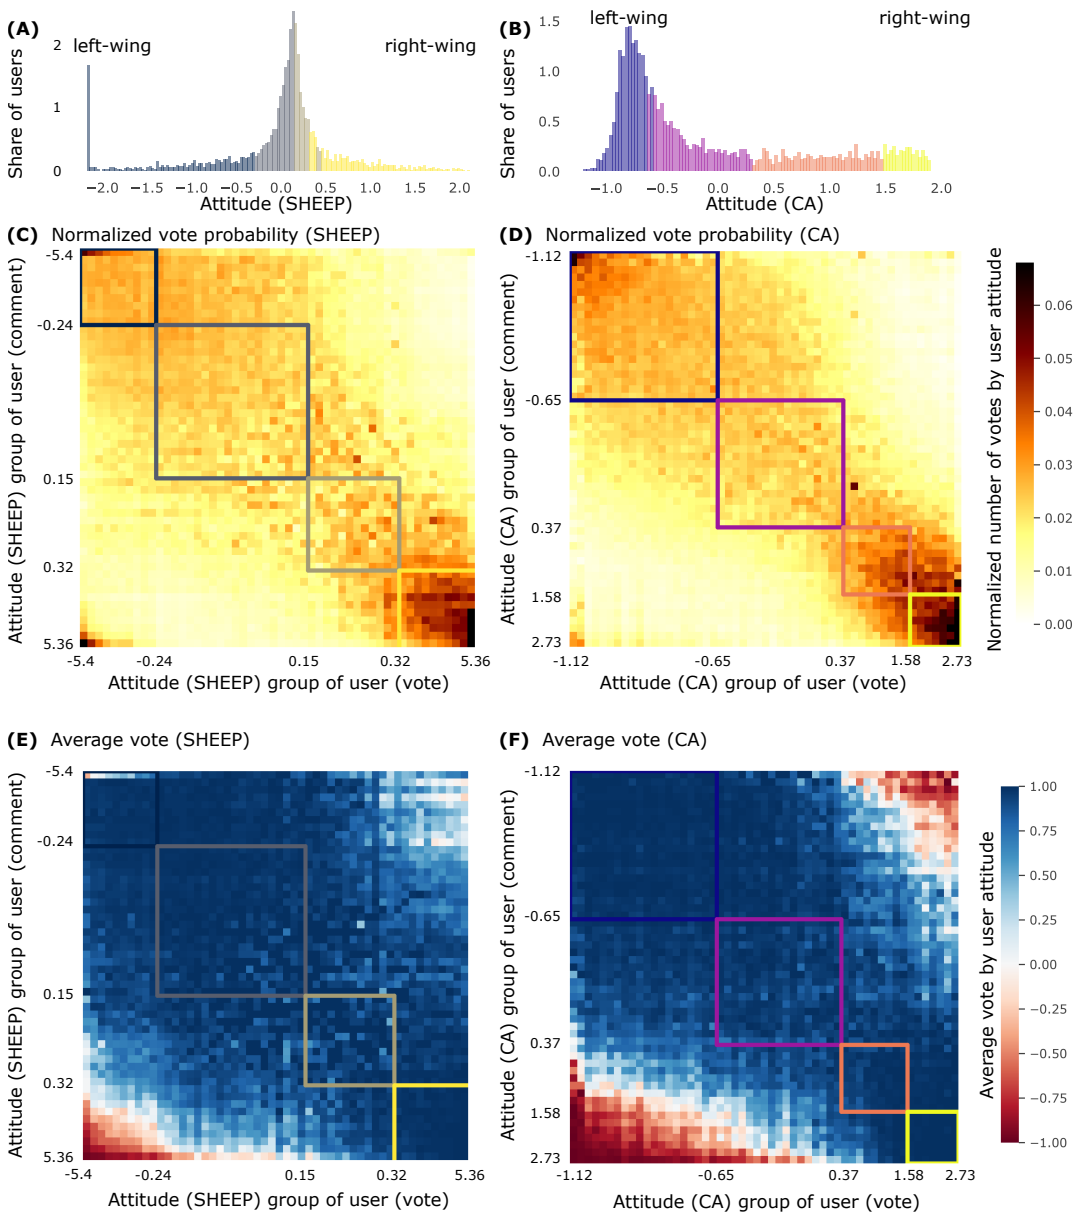 (A)
left-wing
right-wing
Share of users
2
1
0
−2.0 −1.5 −1.0 −0.5 0.0 0.5 1.0 1.5 2.0
Attitude (SHEEP)
(B)
left-wing
right-wing
Share of users
1.5
1.0
0.5
0.0
−1.0 −0.5 0.0 0.5 1.0 1.5 2.0
Attitude (CA)
(C) Normalized vote probability (SHEEP)
Attitude (SHEEP) group of user (comment)
-5.4
-0.24
0.15
0.32
5.36
-5.4 -0.24 0.15 0.32 5.36
Attitude (SHEEP) group of user (vote)
(D) Normalized vote probability (CA)
Attitude (CA) group of user (comment)
-1.12
-0.65
0.37
1.58
2.73
-1.12 -0.65 0.37 1.58 2.73
Attitude (CA) group of user (vote)
Normalized number of votes by user attitude
0.06
0.05
0.04
0.03
0.02
0.01
0.00
(E) Average vote (SHEEP)
Attitude (SHEEP) group of user (comment)
-5.4
-0.24
0.15
0.32
5.36
-5.4 -0.24 0.15 0.32 5.36
Attitude (SHEEP) group of user (vote)
(F) Average vote (CA)
Attitude (CA) group of user (comment)
-1.12
-0.65
0.37
1.58
2.73
-1.12 -0.65 0.37 1.58 2.73
Attitude (CA) group of user (vote)
Average vote by user attitude
1.00
0.75
0.50
0.25
0.00
−0.25
−0.50
−0.75
−1.00